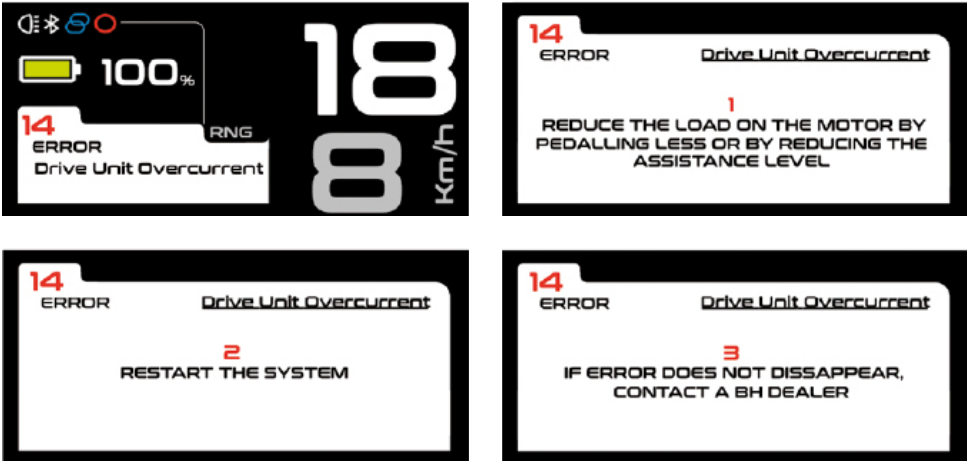 100%
18
8
Km/h
RNG
14
ERROR
Drive Unit Overcurrent
14
ERROR
Drive Unit Overcurrent
1
REDUCE THE LOAD ON THE MOTOR BY
PEDALLING LESS OR BY REDUCING THE
ASSISTANCE LEVEL
14
ERROR
Drive Unit Overcurrent
2
RESTART THE SYSTEM
14
ERROR
Drive Unit Overcurrent
3
IF ERROR DOES NOT DISSAPPEAR,
CONTACT A BH DEALER